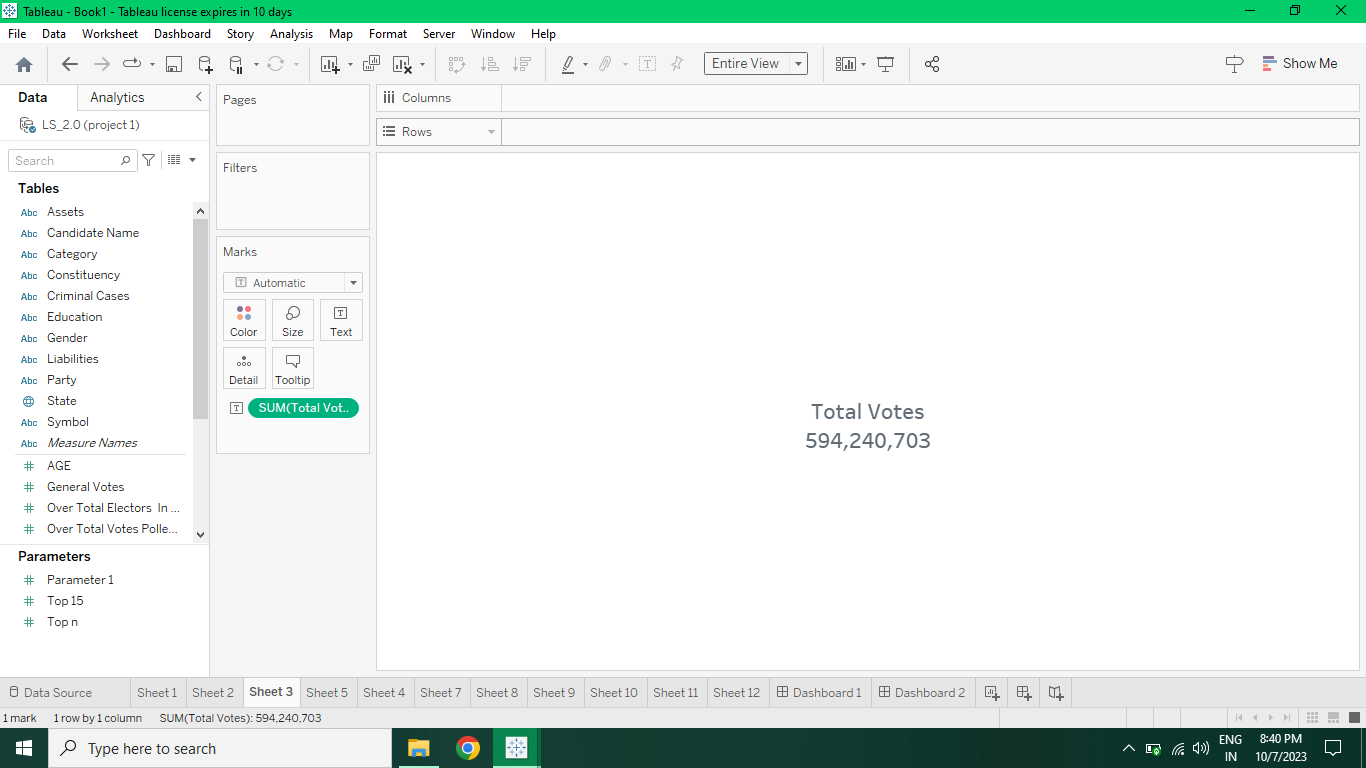 Tableau - Book1 - Tableau license expires in 10 days
File Data Worksheet Dashboard Story Analysis Map Format Server Window Help
Entire View
Show Me
Data Analytics
LS_2.0 (project 1)
Search
Tables
Abc Assets
Abc Candidate Name
Abc Category
Abc Constituency
Abc Criminal Cases
Abc Education
Abc Gender
Abc Liabilities
Abc Party
State
Abc Symbol
Abc Measure Names
# AGE
# General Votes
# Over Total Electors In ...
# Over Total Votes Polle...
Parameters
# Parameter 1
# Top 15
# Top n
Pages
Filters
Marks
T Automatic
Color Size T Text
Detail Tooltip
T SUM(Total Vot..
Columns
Rows
Total Votes
594,240,703
Data Source Sheet 1 Sheet 2 Sheet 3 Sheet 5 Sheet 4 Sheet 7 Sheet 8 Sheet 9 Sheet 10 Sheet 11 Sheet 12 Dashboard 1 Dashboard 2
1 mark 1 row by 1 column SUM(Total Votes): 594,240,703
Type here to search
ENG
IN
8:40 PM
10/7/2023